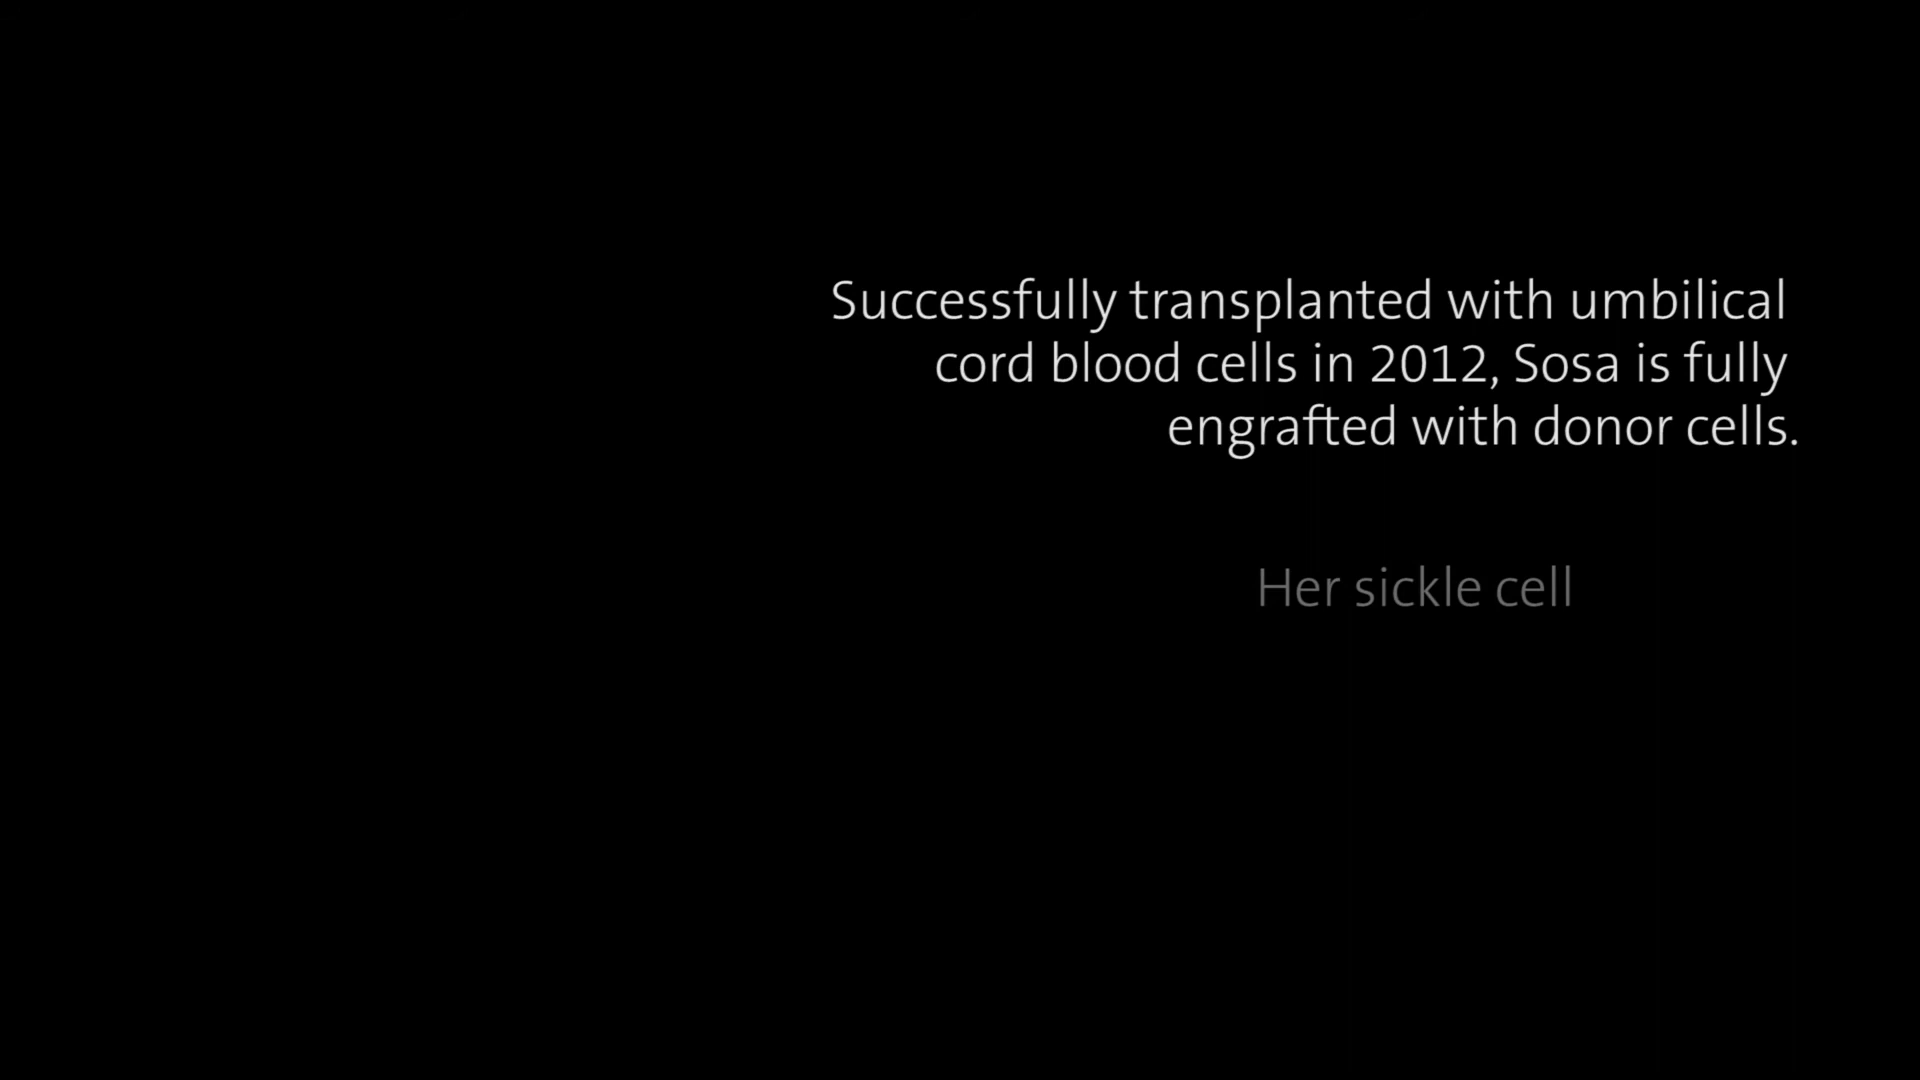 Successfully transplanted with umbilical
cord blood cells in 2012, Sosa is fully
engrafted with donor cells.
Her sickle cell